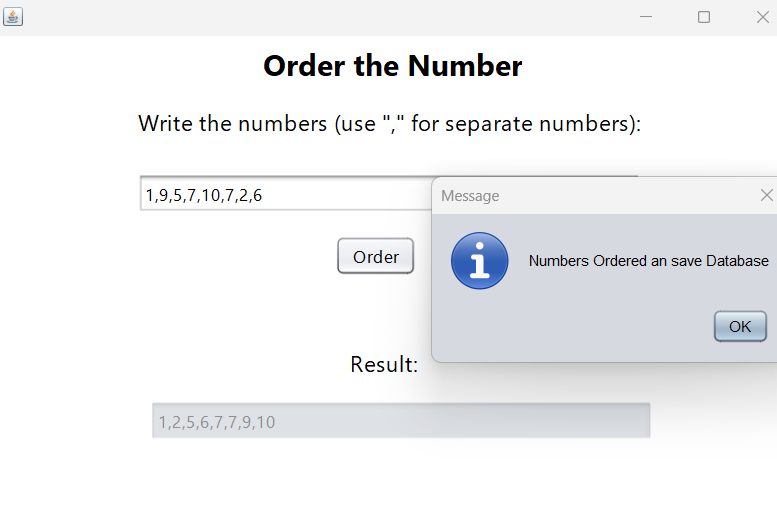 Order the Number
Write the numbers (use "," for separate numbers):
1,9,5,7,10,7,2,6
Order
Message
Numbers Ordered an save Database
OK
Result:
1,2,5,6,7,7,9,10